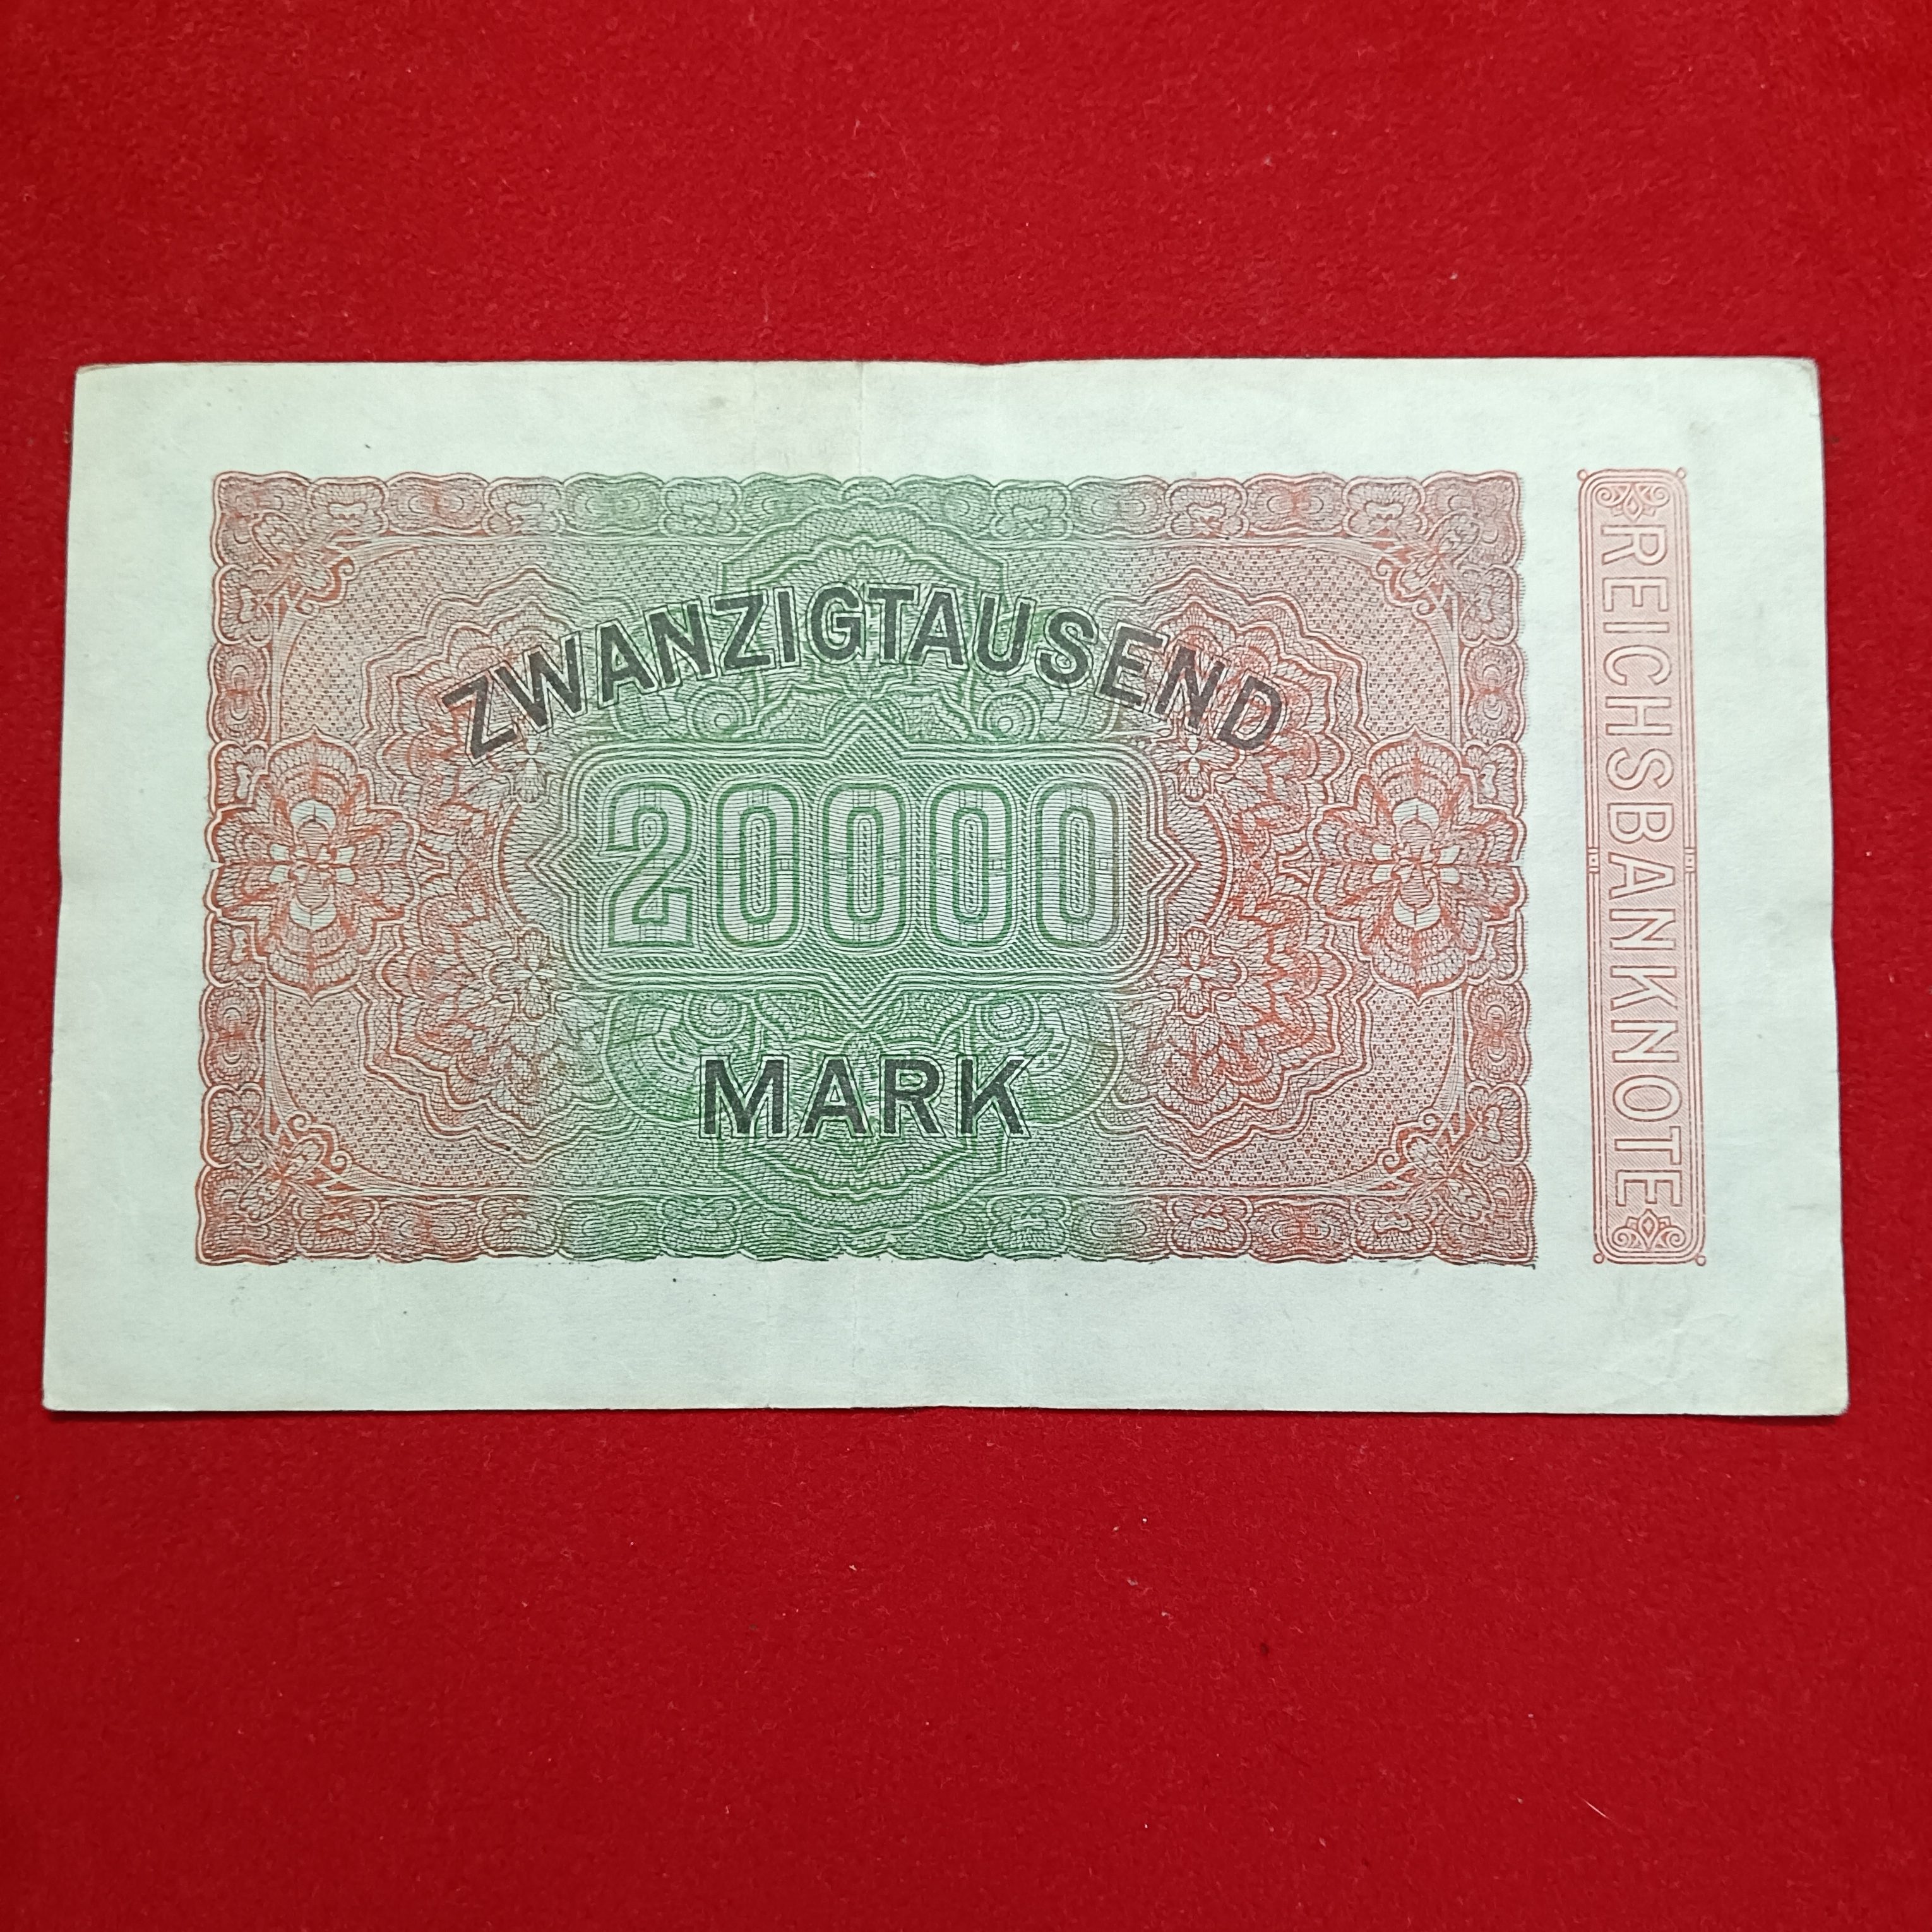 ZWANZIGTAUSEND
20000
MARK
REICHSBANKNOTE